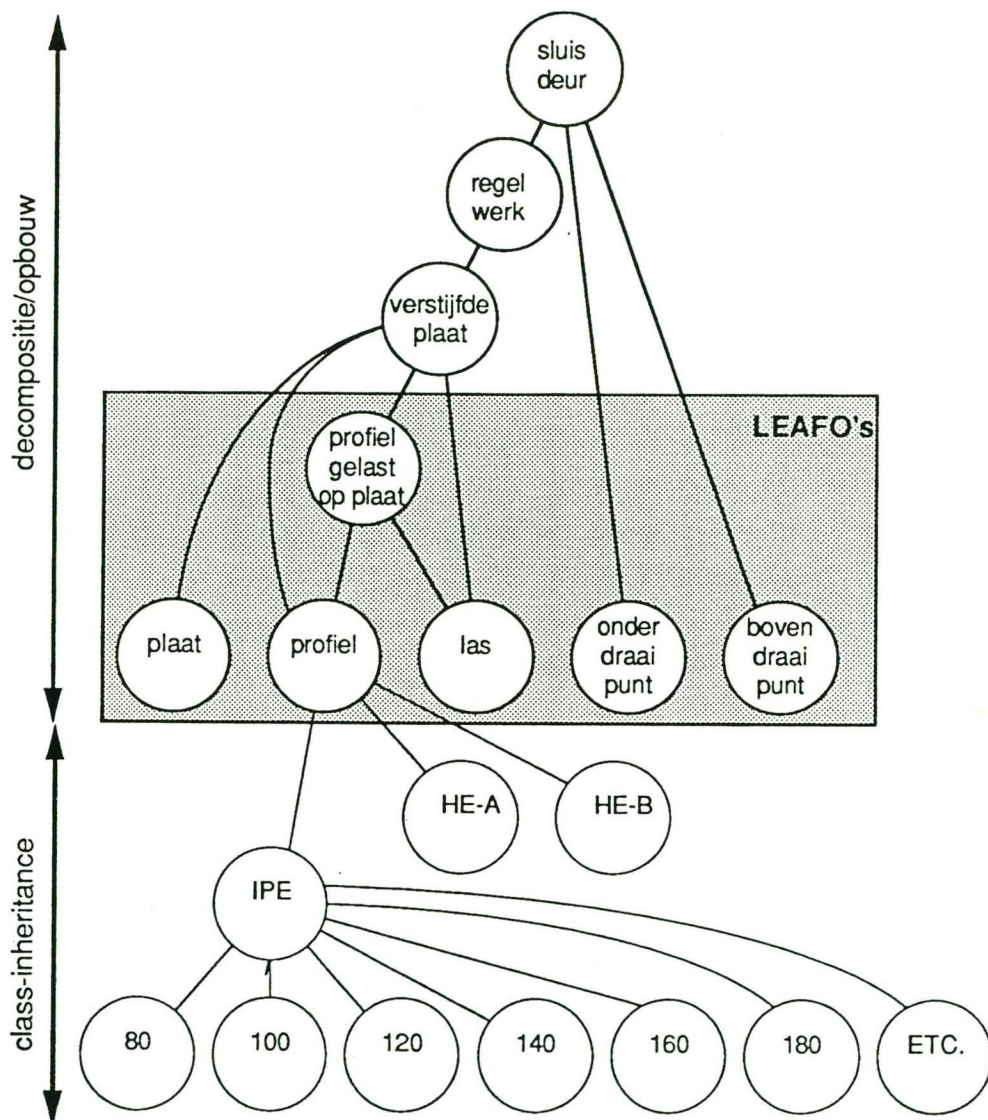 sluis
deur
regel
werk
decompositie/opbouw
verstijfde
plaat
LEAFO's
profiel
gelast
op plaat
plaat
profiel
las
onder
draai
punt
boven
draai
punt
class-inheritance
HE-A
HE-B
IPE
80
100
120
140
160
180
ETC.